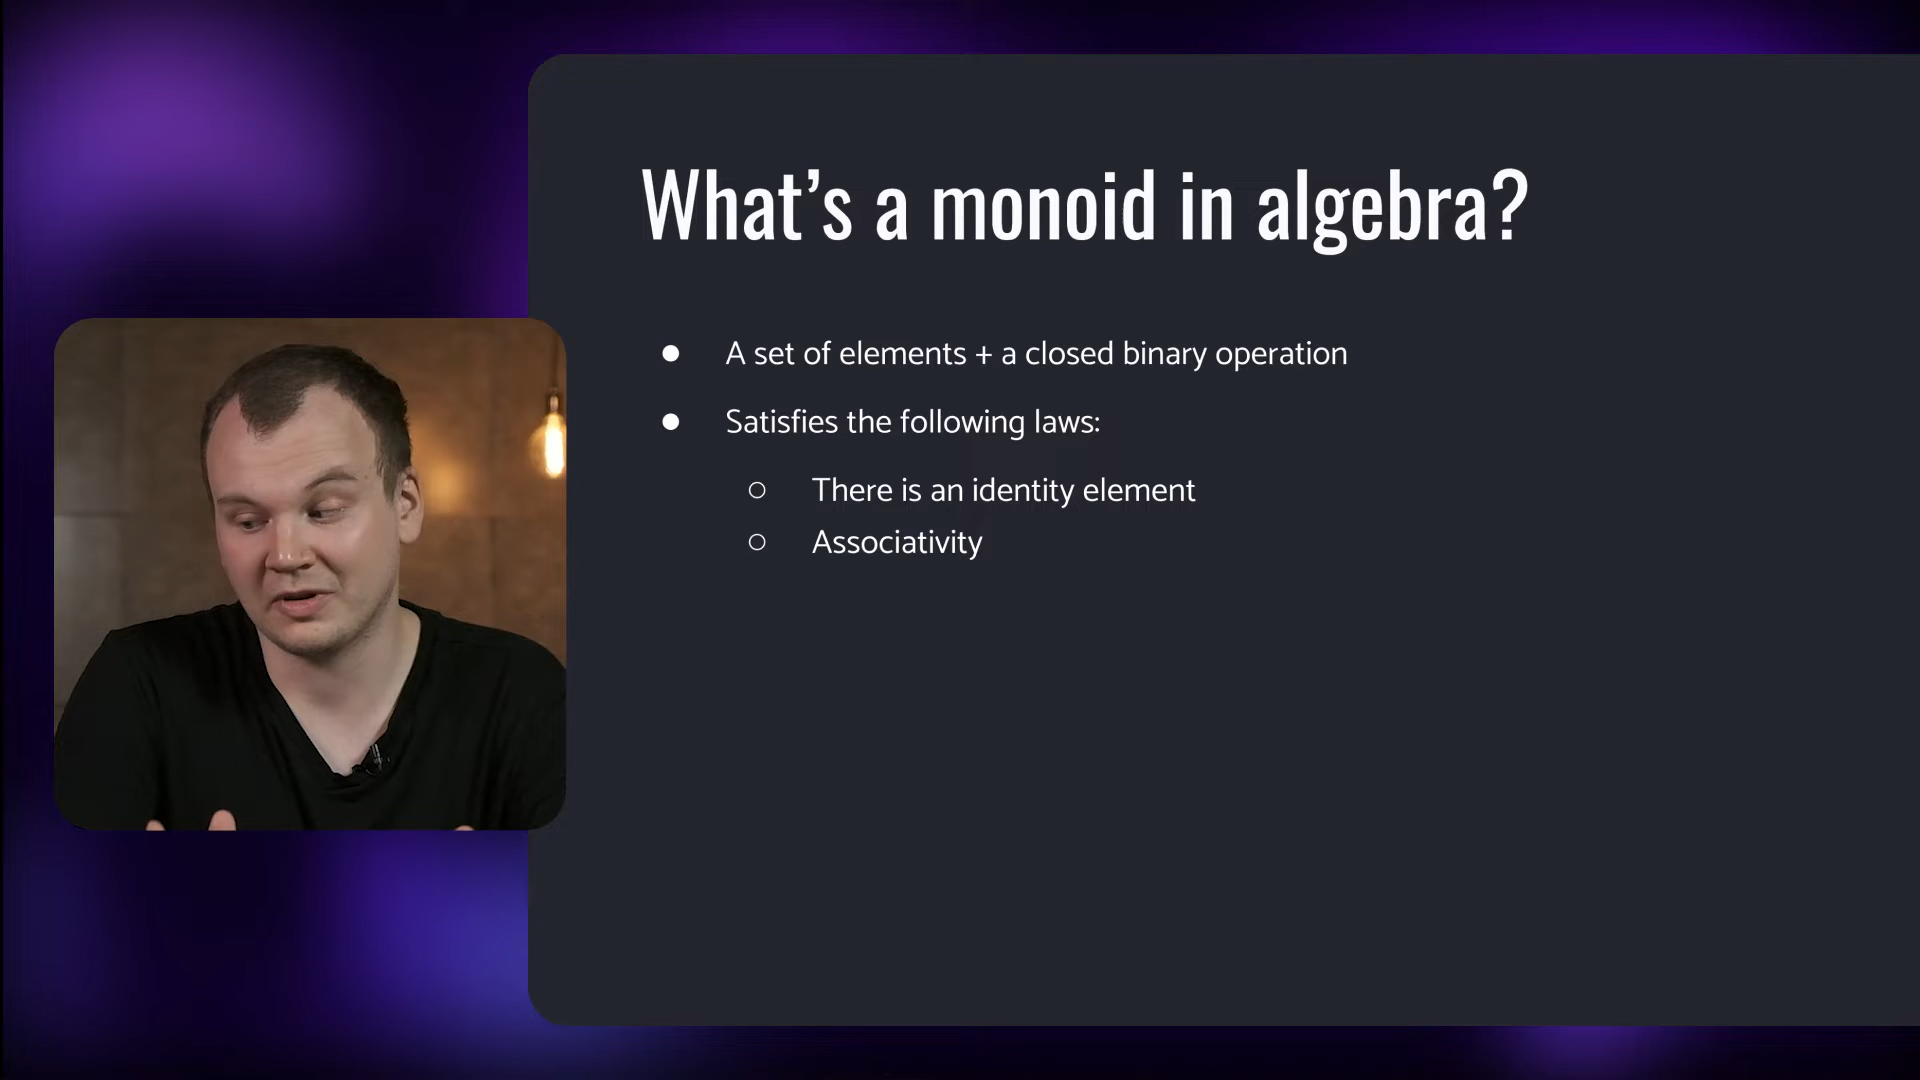 What’s a monoid in algebra?
● A set of elements + a closed binary operation
● Satisfies the following laws:
○ There is an identity element
○ Associativity